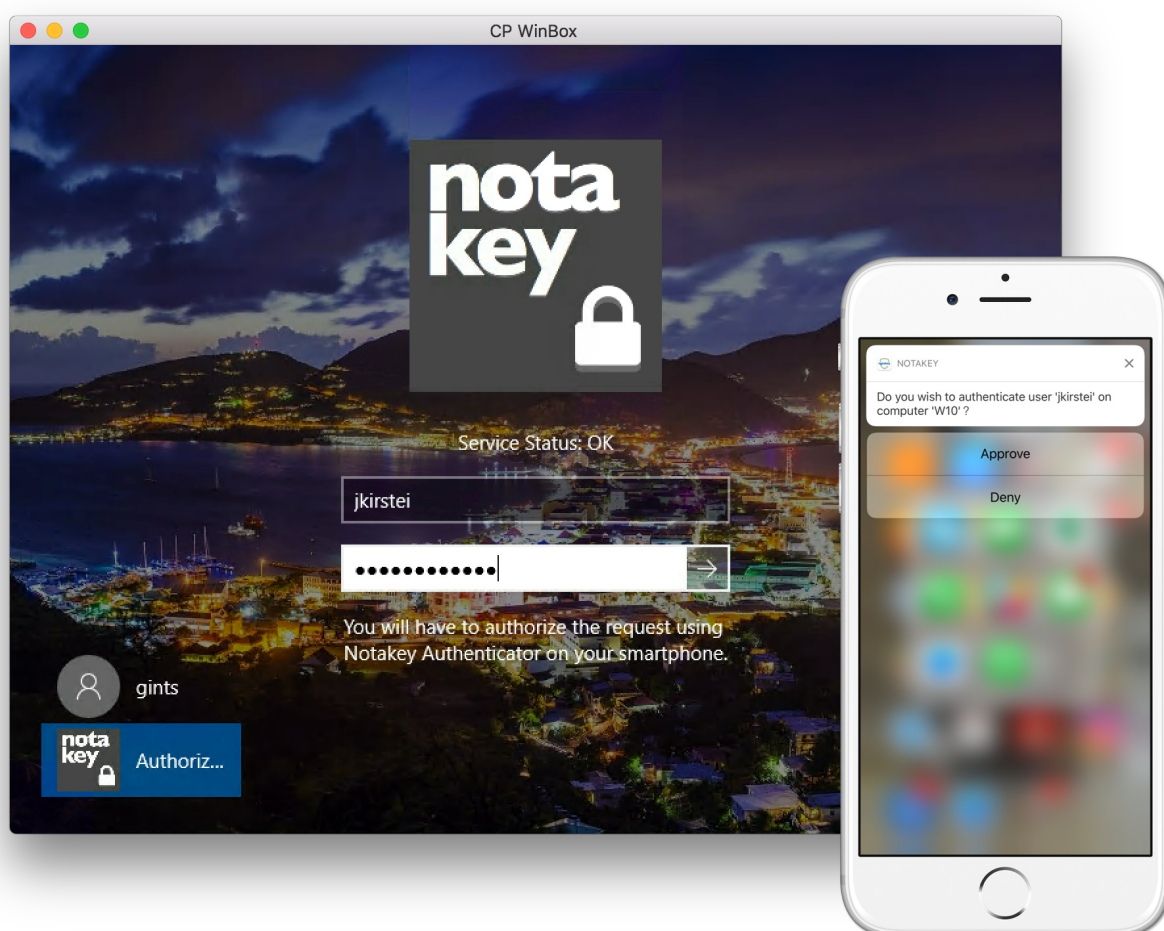 CP WinBox
nota
key
Service Status: OK
jkirstei
You will have to authorize the request using
Notakey Authenticator on your smartphone.
gints
nota
key
Authoriz...
NOTAKEY
Do you wish to authenticate user 'jkirstei' on
computer 'W10' ?
Approve
Deny